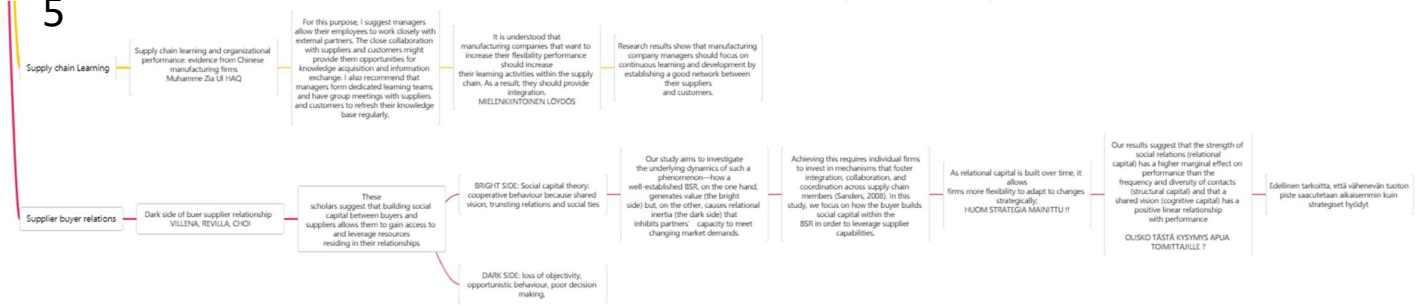 5
Supply chain Learning
Supply chain learning and organizational
performance: evidence from Chinese
manufacturing firms
Muhamme Zia Ul HAQ
For this purpose, I suggest managers
allow their employees to work closely with
external partners. The close collaboration
with suppliers and customers might
provide them opportunities for
knowledge acquisition and information
exchange. I also recommend that
managers form dedicated learning teams
and have group meetings with suppliers
and customers to refresh their knowledge
base regularly.
It is understood that
manufacturing companies that want to
increase their flexibility performance
should increase
their learning activities within the supply
chain. As a result, they should provide
integration.
MIELENKIINTOINEN LÖYDÖS
Research results show that manufacturing
company managers should focus on
continuous learning and development by
establishing a good network between
their suppliers
and customers.
Supplier buyer relations
Dark side of buer supplier relationship
VILLENA, REVILLA, CHOI
These
scholars suggest that building social
capital between buyers and
suppliers allows them to gain access to
and leverage resources
residing in their relationships
BRIGHT SIDE: Social capital theory:
cooperative behaviour because shared
vision, trunsting relations and social ties
Our study aims to investigate
the underlying dynamics of such a
phenomenon—how a
well-established BSR, on the one hand,
generates value (the bright
side) but, on the other, causes relational
inertia (the dark side) that
inhibits partners' capacity to meet
changing market demands.
Achieving this requires individual firms
to invest in mechanisms that foster
integration, collaboration, and
coordination across supply chain
members (Sanders, 2008). In this
study, we focus on how the buyer builds
social capital within the
BSR in order to leverage supplier
capabilities.
As relational capital is built over time, it
allows
firms more flexibility to adapt to changes
strategically;
HUOM STRATEGIA MAINITTU !!
Our results suggest that the strength of
social relations (relational
capital) has a higher marginal effect on
performance than the
frequency and diversity of contacts
(structural capital) and that a
shared vision (cognitive capital) has a
positive linear relationship
with performance
OLISKO TÄSTÄ KYSYMYS APUA
TOIMITTAJILLE ?
Edellinen tarkoitta, että vähenevän tuoton
piste saacutetaan aikaisemmin kuin
strategiset hyödyt
DARK SIDE: loss of objectivity,
opportunistic behaviour, poor decision
making,